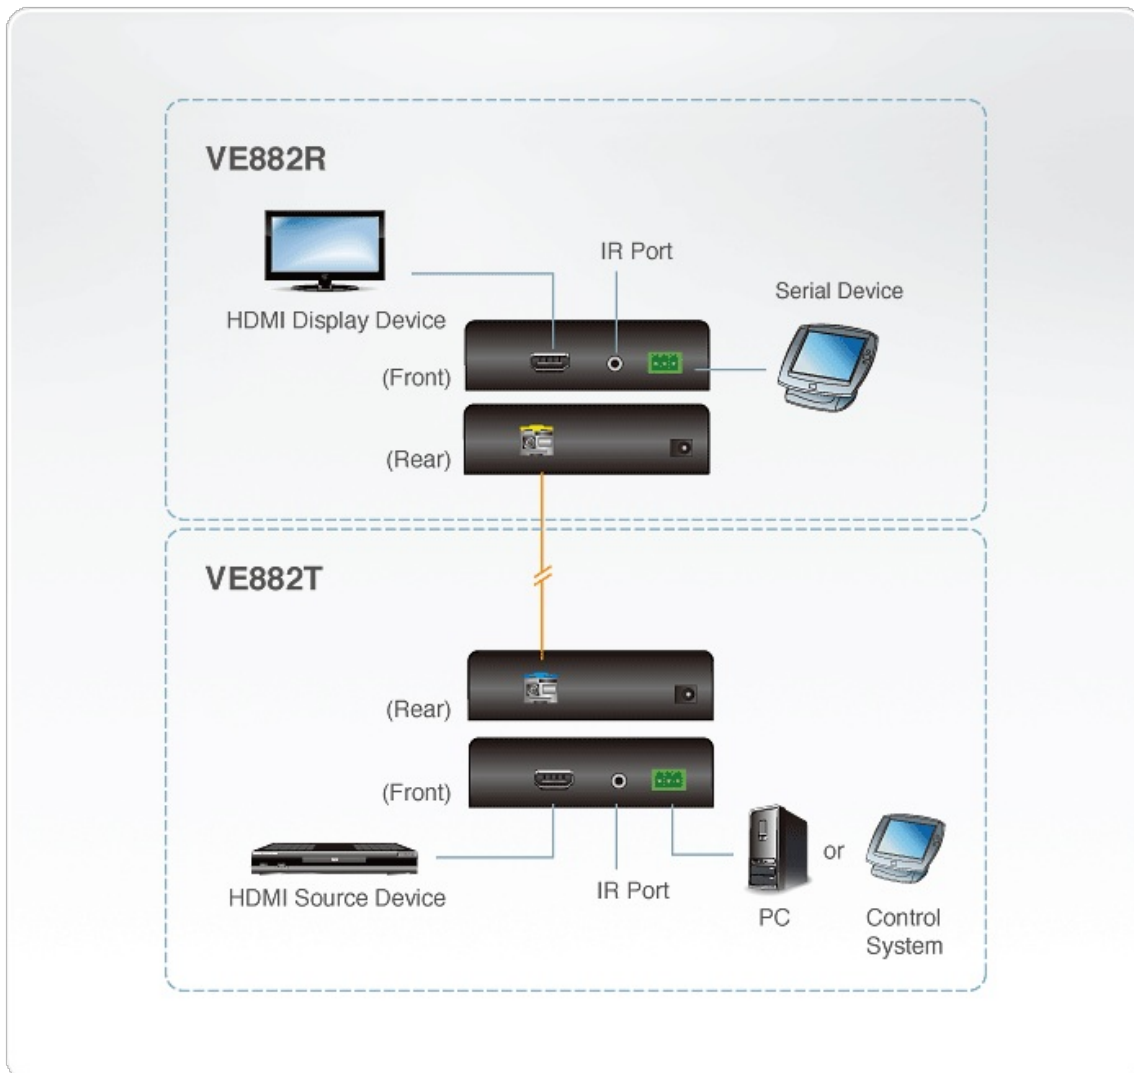 VE882R
IR Port
Serial Device
HDMI Display Device
(Front)
(Rear)
VE882T
(Rear)
(Front)
HDMI Source Device
IR Port
PC
or
Control
System